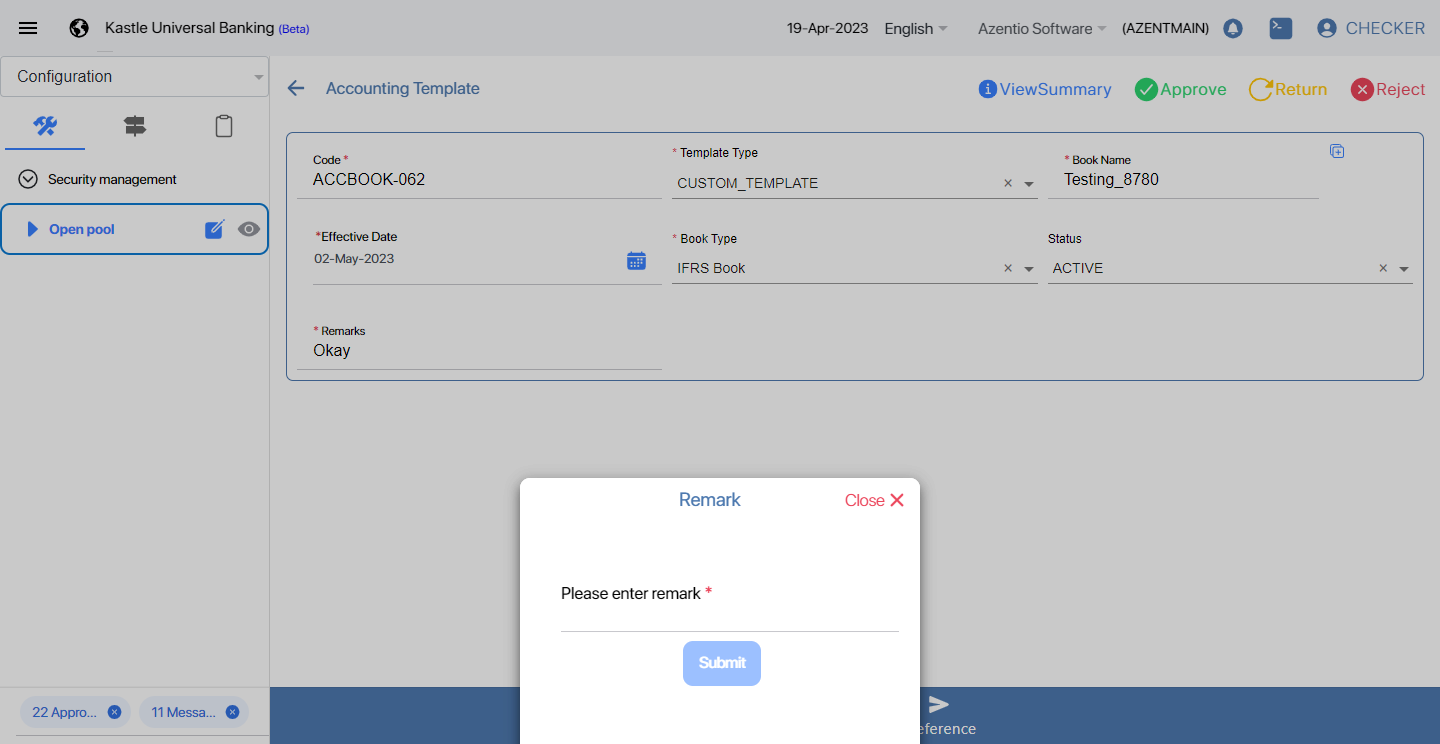 Kastle Universal Banking (Beta)
19-Apr-2023
English
Azentio Software
(AZENTMAIN)
CHECKER
Configuration
Security management
Open pool
22 Appro...
11 Messa...
Accounting Template
ViewSummary
Approve
Return
Reject
Code *
ACCBOOK-062
* Template Type
CUSTOM_TEMPLATE
* Book Name
Testing_8780
*Effective Date
02-May-2023
* Book Type
IFRS Book
Status
ACTIVE
* Remarks
Okay
Remark
Close
Please enter remark *
Submit
eference